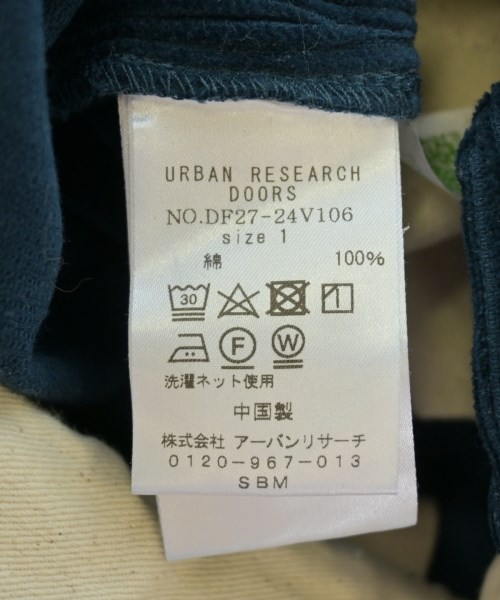 URBAN RESEARCH
DOORS
NO.DF27-24V106
size 1
綿 100%
30
F W
洗濯ネット使用
中国製
株式会社 アーバンリサーチ
0120-967-013
SBM